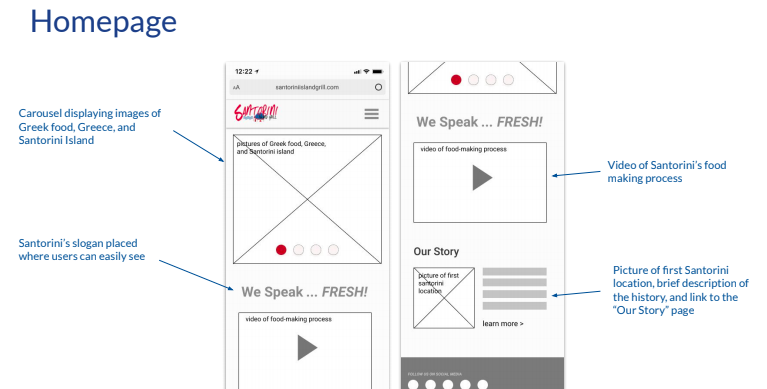 Homepage
12:22
AA
santoriniislandgrill.com
SANTORINI
pictures of Greek food, Greece,
and Santorini island
We Speak ... FRESH!
video of food-making process
We Speak ... FRESH!
video of food-making process
Our Story
picture of first
santorini
location
learn more >
FOLLOW US ON SOCIAL MEDIA
Carousel displaying images of
Greek food, Greece, and
Santorini Island
Santorini's slogan placed
where users can easily see
Video of Santorini's food
making process
Picture of first Santorini
location, brief description of
the history, and link to the
"Our Story" page